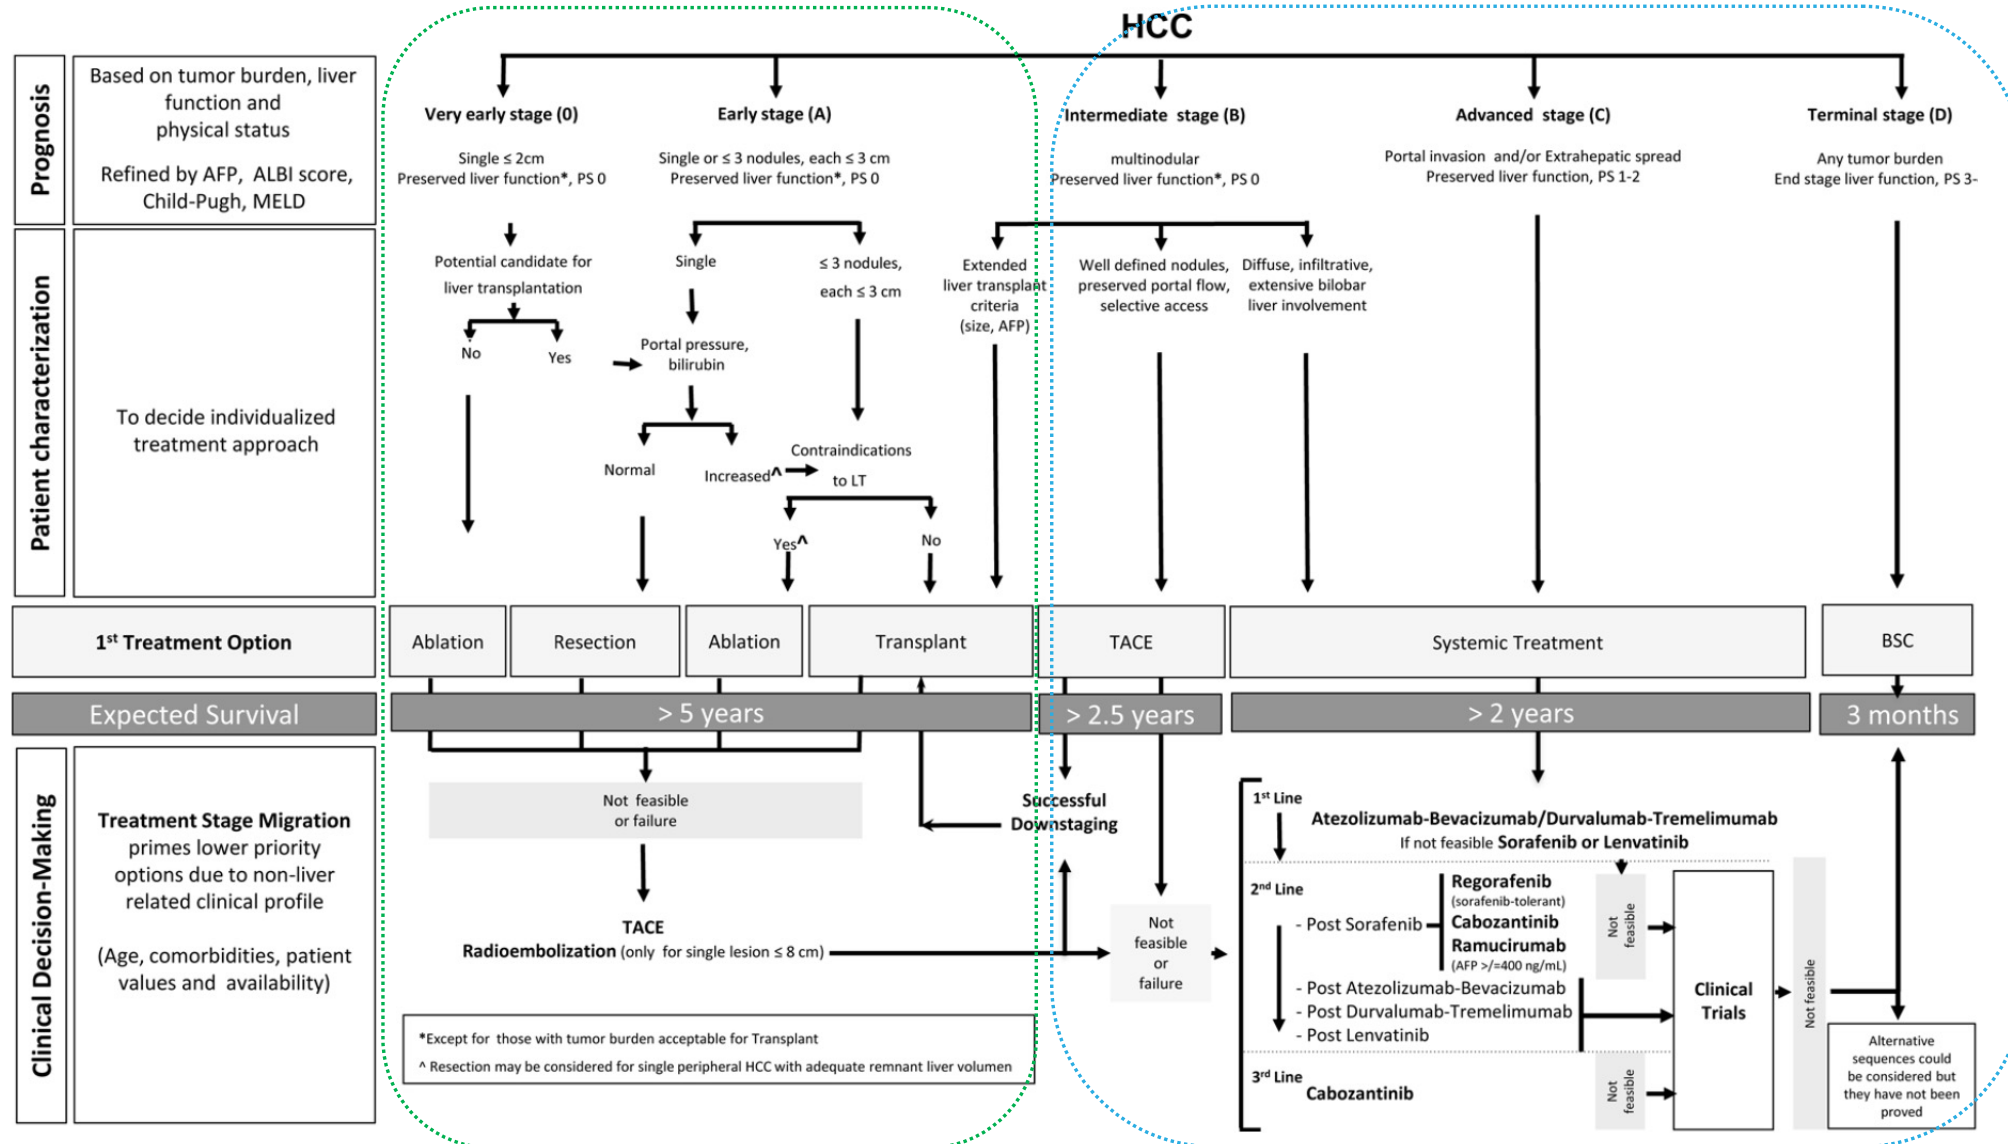 HCC
Prognosis
Based on tumor burden, liver
function and
physical status
Refined by AFP, ALBI score,
Child-Pugh, MELD
Very early stage (0)
Single ≤ 2cm
Preserved liver function*, PS 0
Early stage (A)
Single or ≤ 3 nodules, each ≤ 3 cm
Preserved liver function*, PS 0
Intermediate stage (B)
multinodular
Preserved liver function*, PS 0
Advanced stage (C)
Portal invasion and/or Extrahepatic spread
Preserved liver function, PS 1-2
Terminal stage (D)
Any tumor burden
End stage liver function, PS 3-
Patient characterization
To decide individualized
treatment approach
Potential candidate for
liver transplantation
No
Yes
Single
Portal pressure,
bilirubin
Normal
Increased^
≤ 3 nodules,
each ≤ 3 cm
Contraindications
to LT
Yes^
No
Extended
liver transplant
criteria
(size, AFP)
Well defined nodules,
preserved portal flow,
selective access
Diffuse, infiltrative,
extensive bilobar
liver involvement
1st Treatment Option
Ablation
Resection
Ablation
Transplant
TACE
Systemic Treatment
BSC
Expected Survival
> 5 years
> 2.5 years
> 2 years
3 months
Clinical Decision-Making
Treatment Stage Migration
primes lower priority
options due to non-liver
related clinical profile
(Age, comorbidities, patient
values and availability)
Not feasible
or failure
TACE
Radioembolization (only for single lesion ≤ 8 cm)
Successful
Downstaging
Not
feasible
or
failure
1st Line
Atezolizumab-Bevacizumab/Durvalumab-Tremelimumab
If not feasible Sorafenib or Lenvatinib
2nd Line
- Post Sorafenib
Regorafenib
(sorafenib-tolerant)
Cabozantinib
Ramucirumab
(AFP >/=400 ng/mL)
- Post Atezolizumab-Bevacizumab
- Post Durvalumab-Tremelimumab
- Post Lenvatinib
3rd Line
Cabozantinib
Not
feasible
Not
feasible
Clinical
Trials
Not feasible
Alternative
sequences could
be considered but
they have not been
proved
*Except for those with tumor burden acceptable for Transplant
^ Resection may be considered for single peripheral HCC with adequate remnant liver volumen